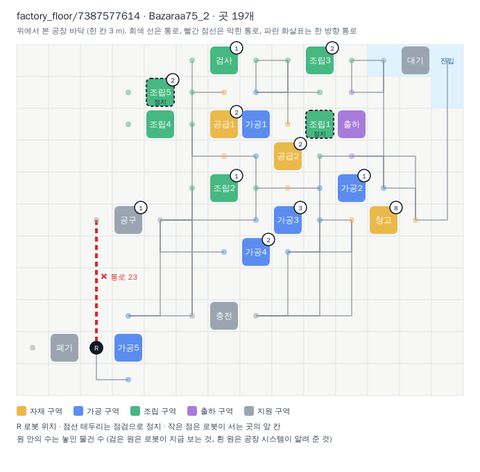 factory_floor/7387577614 · Bazaraa75_2 · 곳 19개
위에서 본 공장 바닥 (한 칸 3 m). 회색 선은 통로, 빨간 점선은 막힌 통로, 파란 화살표는 한 방향 통로
검사 1
조립3 2
대기
전립
조립5 2
정지
조립4
공급1 2
가공1
조립1
정지
출하
공급2 2
조립2 1
가공2 1
공구 1
가공3 3
창고 8
가공4 2
✖ 통로 23
충전
폐기
R
가공5
자재 구역
가공 구역
조립 구역
출하 구역
지원 구역
R 로봇 위치 · 점선 테두리는 점검으로 정지 · 작은 점은 로봇이 서는 곳의 앞 칸
원 안의 수는 놓인 물건 수 (검은 원은 로봇이 지금 보는 것, 흰 원은 공장 시스템이 알려 준 것)